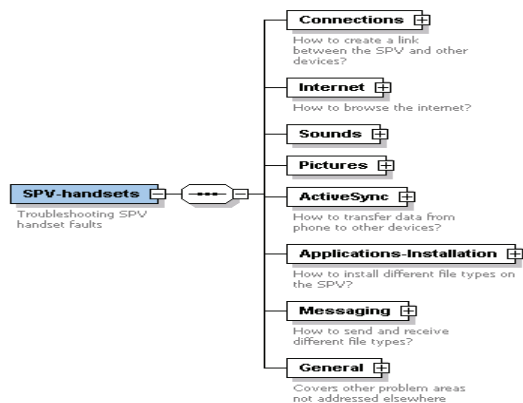 Connections
How to create a link
between the SPV and other
devices?
Internet
How to browse the internet?
Sounds
Pictures
SPV-handsets
Troubleshooting SPV
handset faults
ActiveSync
How to transfer data from
phone to other devices?
Applications-Installation
How to install different file types on
the SPV?
Messaging
How to send and receive
different file types?
General
Covers other problem areas
not addressed elsewhere